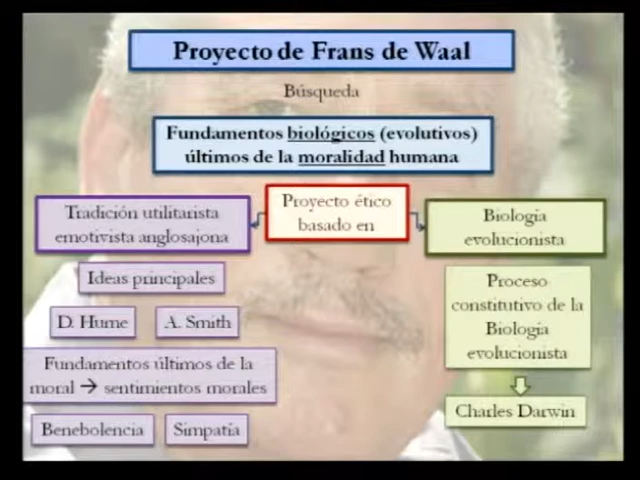 Proyecto de Frans de Waal
Búsqueda
Fundamentos biológicos (evolutivos)
últimos de la moralidad humana
Proyecto ético
basado en
Tradición utilitarista
emotivista anglosajona
Ideas principales
D. Hume
A. Smith
Fundamentos últimos de la
moral → sentimientos morales
Benebolencia
Simpatía
Biología
evolucionista
Proceso
constitutivo de la
Biología
evolucionista
Charles Darwin